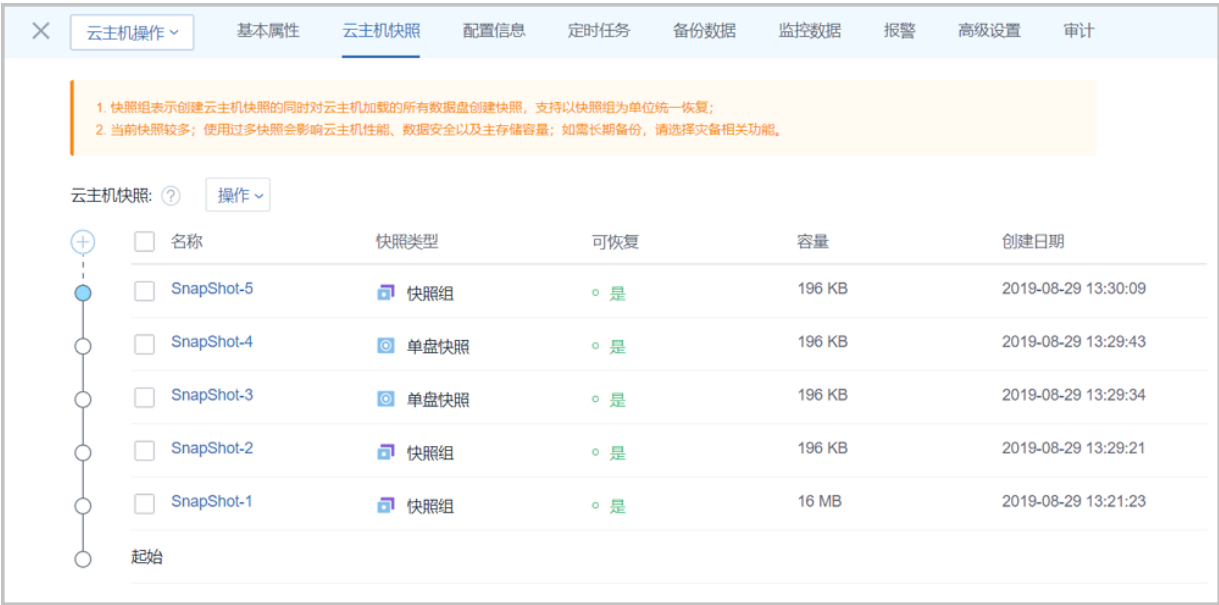 云主机操作 基本属性 云主机快照 配置信息 定时任务 备份数据 监控数据 报警 高级设置 审计
1. 快照组表示创建云主机快照的同时对云主机加载的所有数据盘创建快照，支持以快照组为单位统一恢复；
2. 当前快照较多；使用过多快照会影响云主机性能、数据安全以及主存储容量；如需长期备份，请选择灾备相关功能。
云主机快照: ? 操作
名称 快照类型 可恢复 容量 创建日期
SnapShot-5 快照组 是 196 KB 2019-08-29 13:30:09
SnapShot-4 单盘快照 是 196 KB 2019-08-29 13:29:43
SnapShot-3 单盘快照 是 196 KB 2019-08-29 13:29:34
SnapShot-2 快照组 是 196 KB 2019-08-29 13:29:21
SnapShot-1 快照组 是 16 MB 2019-08-29 13:21:23
起始